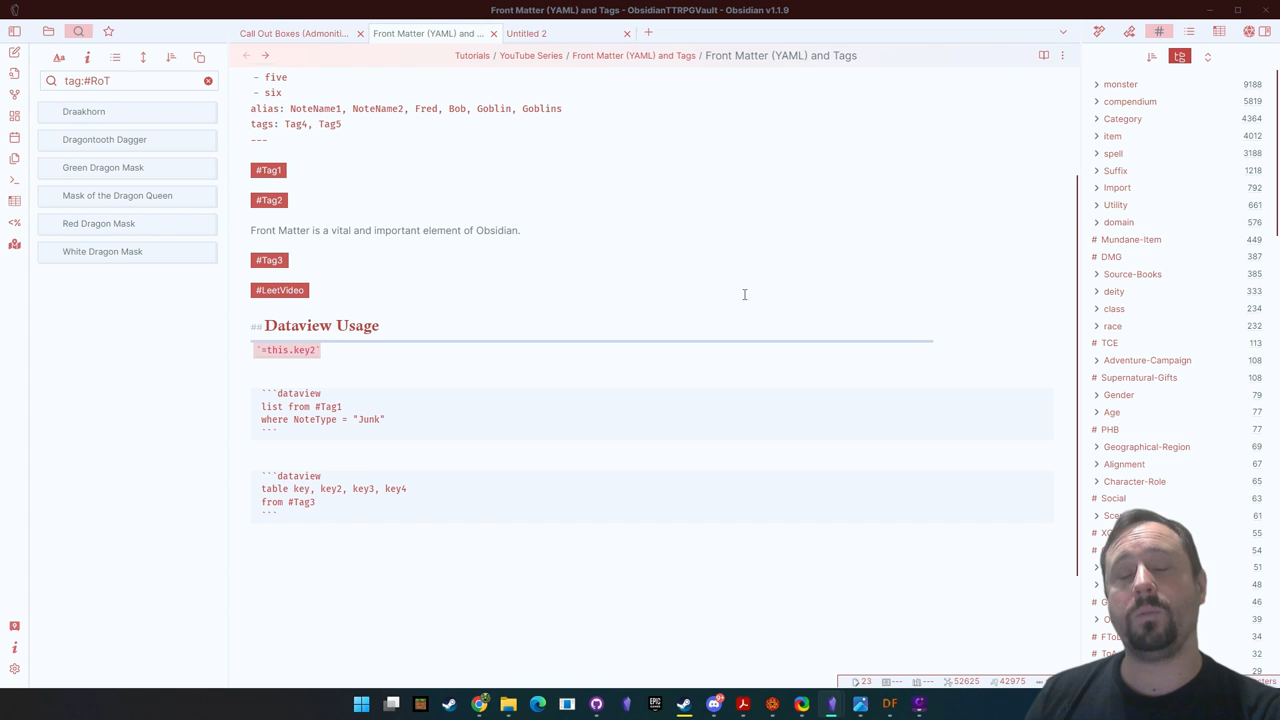 Front Matter (YAML) and Tags - ObsidianTTRPGVault - Obsidian v1.1.9
Call Out Boxes (Admoniti...
Front Matter (YAML) and ...
Untitled 2
Tutorials / YouTube Series / Front Matter (YAML) and Tags / Front Matter (YAML) and Tags
Aa
tag:#RoT
Draakhorn
Dragontooth Dagger
Green Dragon Mask
Mask of the Dragon Queen
Red Dragon Mask
White Dragon Mask
- five
- six
alias: NoteName1, NoteName2, Fred, Bob, Goblin, Goblins
tags: Tag4, Tag5
---
#Tag1
#Tag2
Front Matter is a vital and important element of Obsidian.
#Tag3
#LeetVideo
## Dataview Usage
`=this.key2`
```dataview
list from #Tag1
where NoteType = "Junk"
```
```dataview
table key, key2, key3, key4
from #Tag3
```
monster 9188
compendium 5819
Category 4364
item 4012
spell 3188
Suffix 1218
Import 792
Utility 661
domain 576
# Mundane-Item 449
# DMG 387
Source-Books 385
deity 333
class 234
race 232
# TCE 113
Adventure-Campaign 108
# Supernatural-Gifts 108
Gender 79
Age 77
# PHB 77
Geographical-Region 69
Alignment 67
Character-Role 65
# Social 63
61
55
# 54
51
48
# 46
39
34
32
29
23 --- --- 52625 42975
DF